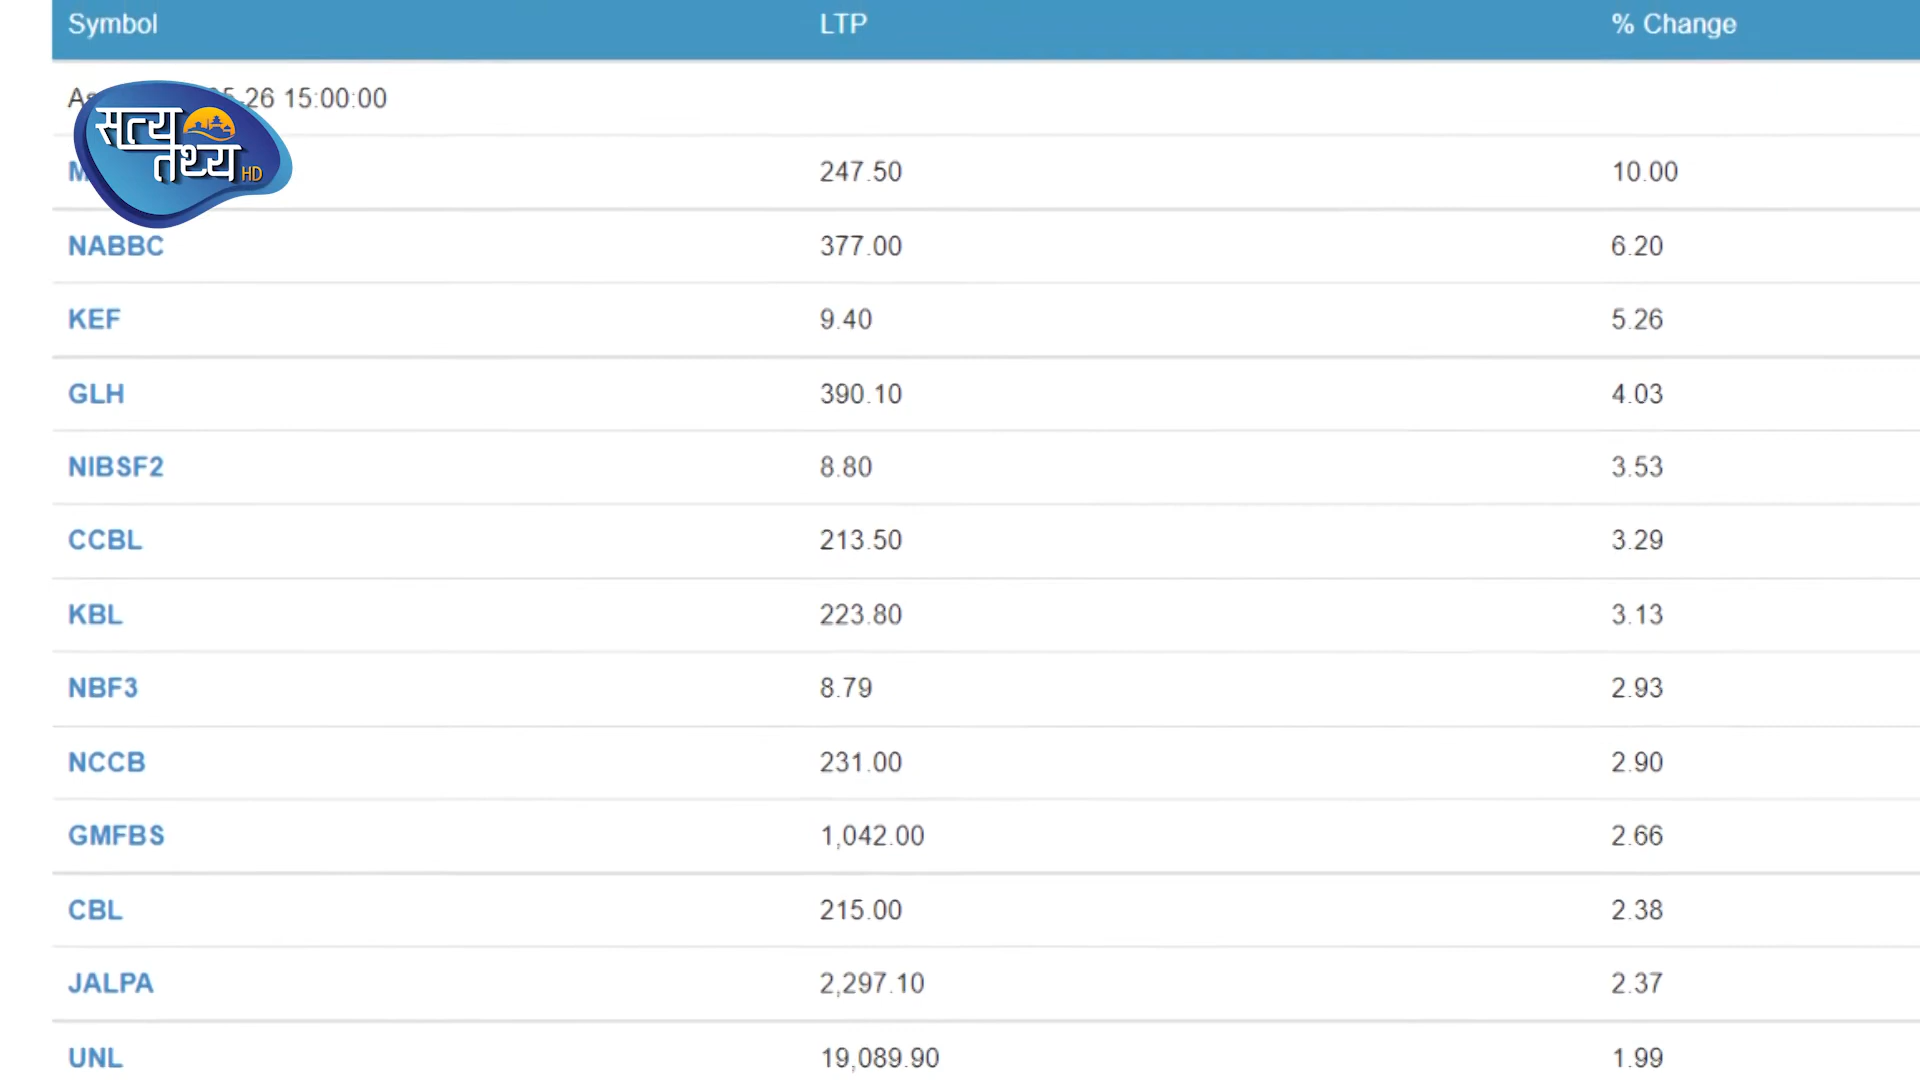 Symbol LTP % Change
-26 15:00:00
सत्य
तथ्य HD
247.50 10.00
NABBC 377.00 6.20
KEF 9.40 5.26
GLH 390.10 4.03
NIBSF2 8.80 3.53
CCBL 213.50 3.29
KBL 223.80 3.13
NBF3 8.79 2.93
NCCB 231.00 2.90
GMFBS 1,042.00 2.66
CBL 215.00 2.38
JALPA 2,297.10 2.37
UNL 19,089.90 1.99